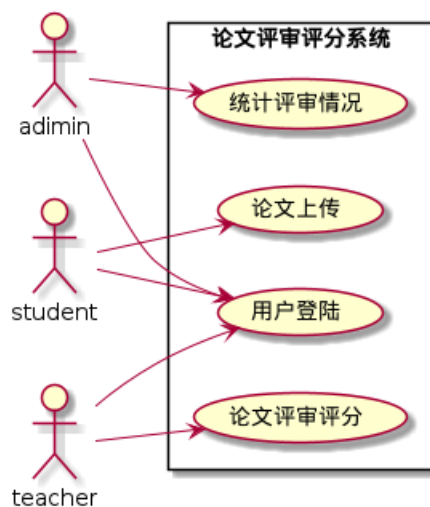 论文评审评分系统
adimin
统计评审情况
论文上传
student
用户登陆
论文评审评分
teacher